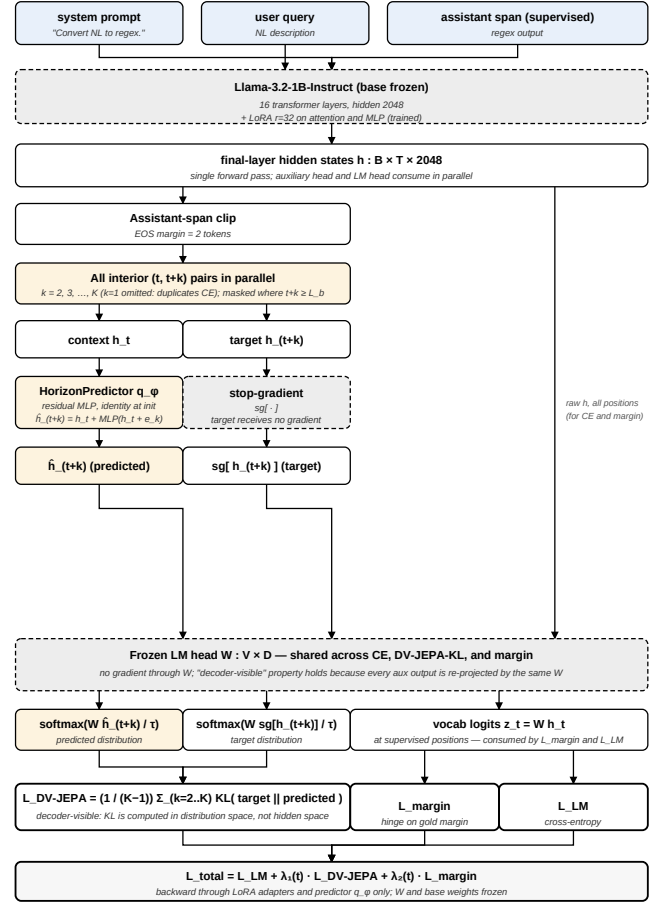 system prompt
"Convert NL to regex."
user query
NL description
assistant span (supervised)
regex output
Llama-3.2-1B-Instruct (base frozen)
16 transformer layers, hidden 2048
+ LoRA r=32 on attention and MLP (trained)
final-layer hidden states h : B × T × 2048
single forward pass; auxiliary head and LM head consume in parallel
Assistant-span clip
EOS margin = 2 tokens
All interior (t, t+k) pairs in parallel
k = 2, 3, …, K (k=1 omitted: duplicates CE); masked where t+k ≥ L_b
context h_t
target h_(t+k)
HorizonPredictor q_φ
residual MLP, identity at init
ĥ_(t+k) = h_t + MLP(h_t + e_k)
stop-gradient
sg[ · ]
target receives no gradient
raw h, all positions
(for CE and margin)
ĥ_(t+k) (predicted)
sg[ h_(t+k) ] (target)
Frozen LM head W : V × D — shared across CE, DV-JEPA-KL, and margin
no gradient through W; "decoder-visible" property holds because every aux output is re-projected by the same W
softmax(W ĥ_(t+k) / τ)
predicted distribution
softmax(W sg[h_(t+k)] / τ)
target distribution
vocab logits z_t = W h_t
at supervised positions — consumed by L_margin and L_LM
L_DV-JEPA = (1 / (K−1)) Σ_(k=2..K) KL( target || predicted )
decoder-visible: KL is computed in distribution space, not hidden space
L_margin
hinge on gold margin
L_LM
cross-entropy
L_total = L_LM + λ₁(t) · L_DV-JEPA + λ₂(t) · L_margin
backward through LoRA adapters and predictor q_φ only; W and base weights frozen